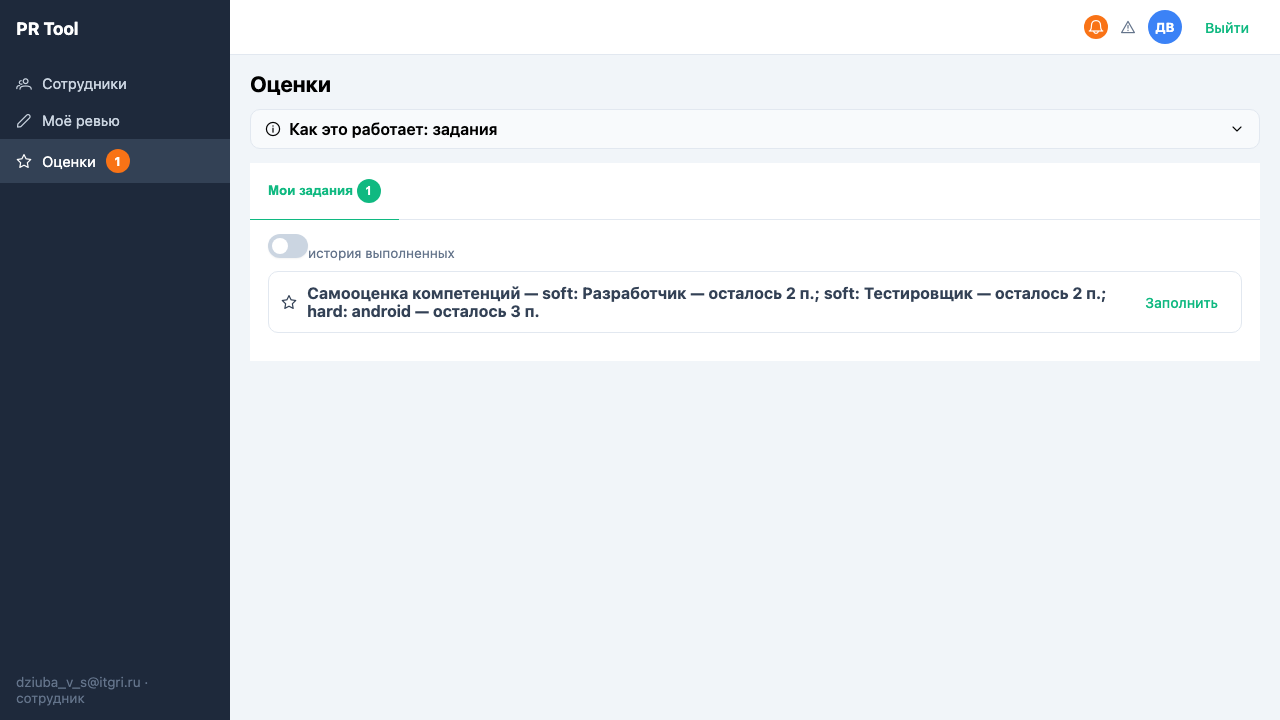 PR Tool
ДВ
Выйти
Сотрудники
Моё ревью
Оценки 1
Оценки
Как это работает: задания
Мои задания 1
история выполненных
Самооценка компетенций — soft: Разработчик — осталось 2 п.; soft: Тестировщик — осталось 2 п.;
hard: android — осталось 3 п.
Заполнить
dziuba_v_s@itgri.ru ·
сотрудник